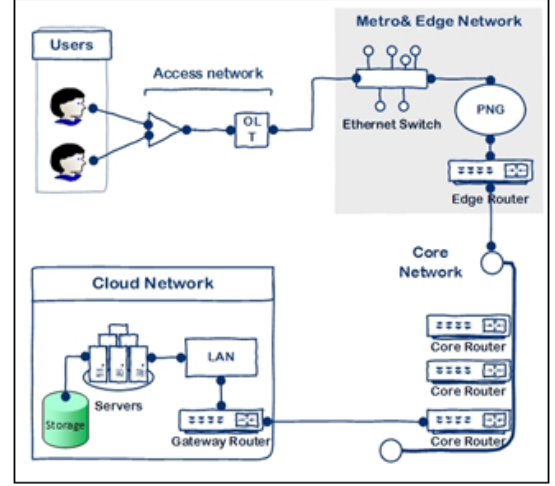 Metro& Edge Network
Users
Access network
OL
T
Ethernet Switch
PNG
Edge Router
Core
Network
Cloud Network
Core Router
LAN
Core Router
Servers
Storage
Gateway Router
Core Router